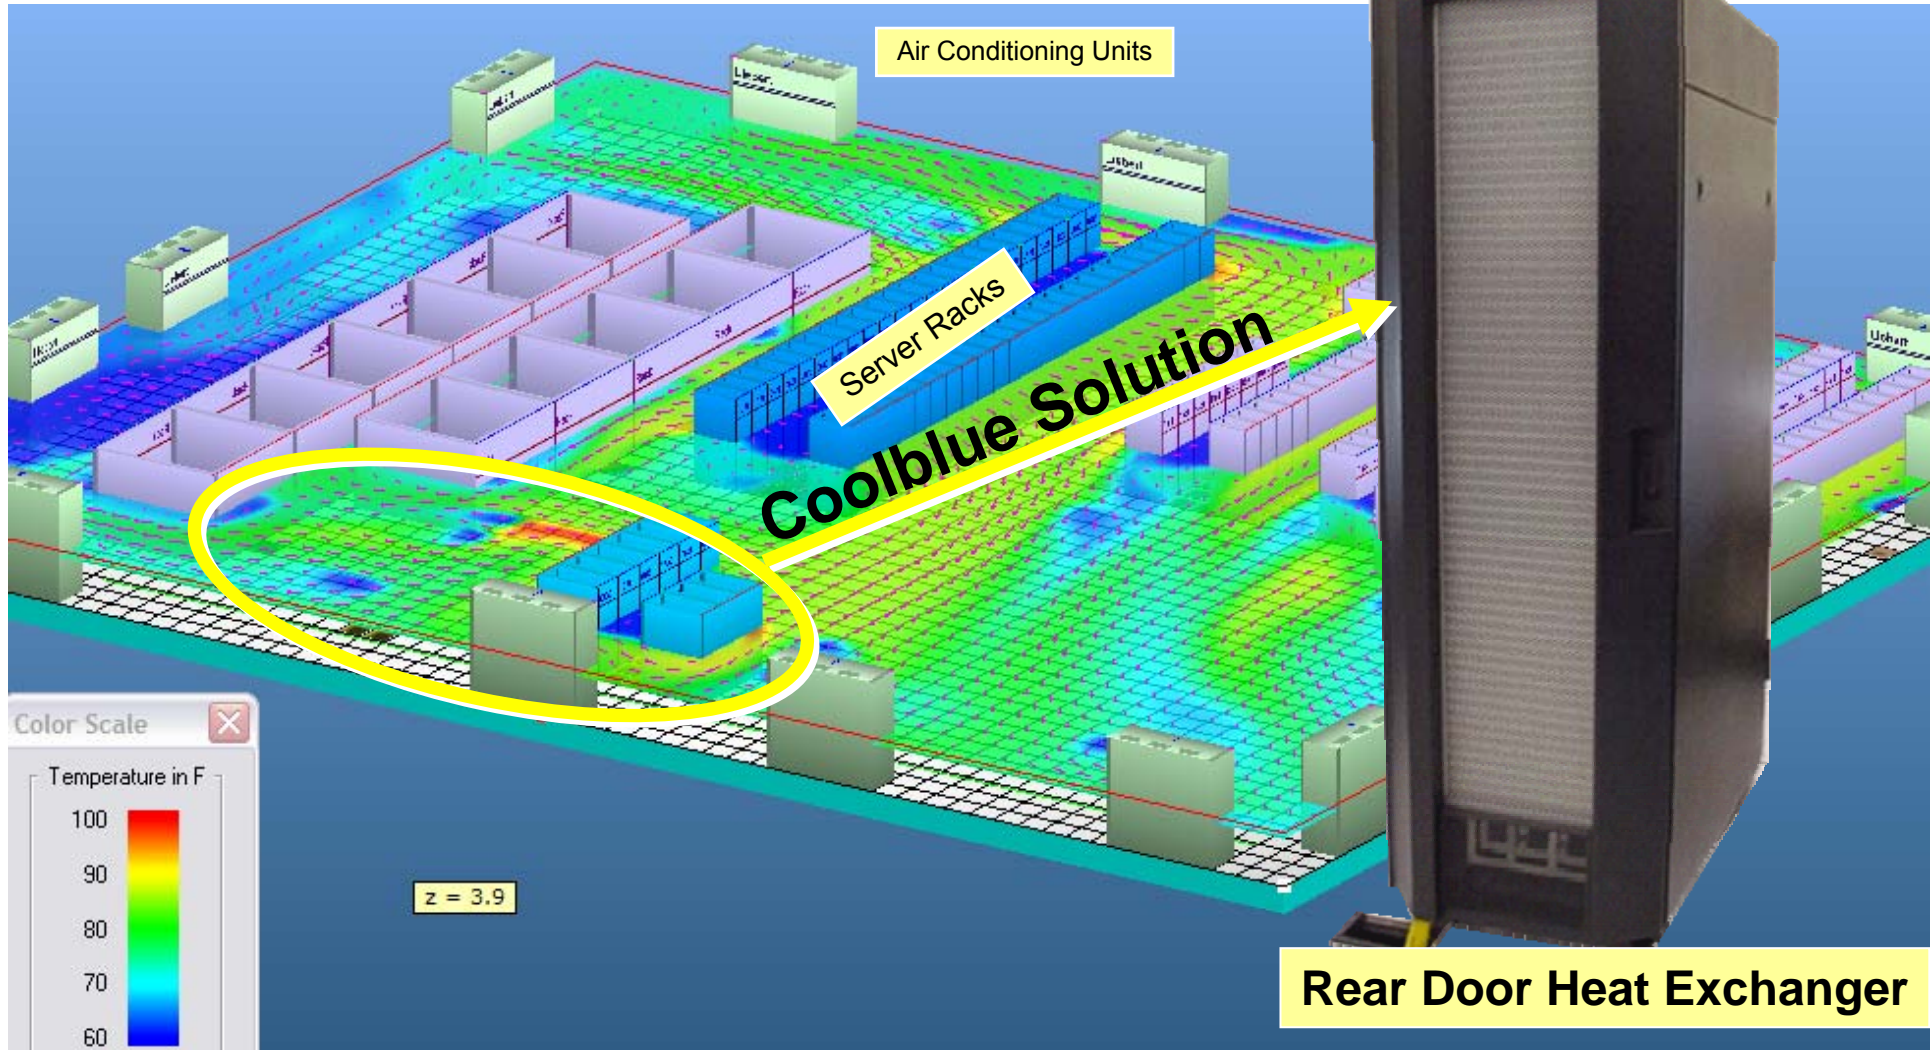 Air Conditioning Units
Liebert
Server Racks
Coolblue Solution
Color Scale
Temperature in F
100
90
80
70
60
z = 3.9
Rear Door Heat Exchanger